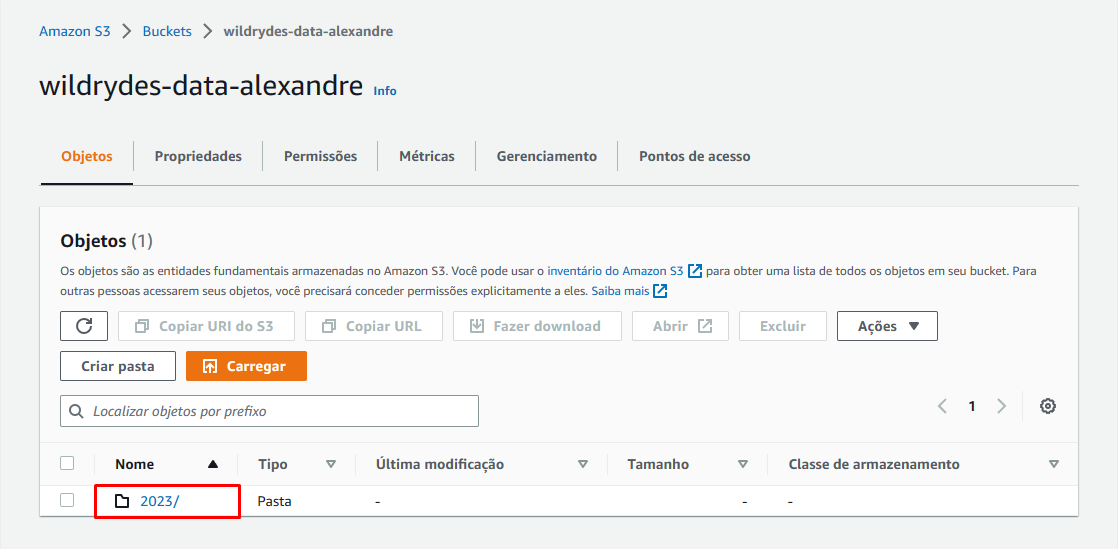 Amazon S3 > Buckets > wildrydes-data-alexandre
wildrydes-data-alexandre Info
Objetos Propriedades Permissões Métricas Gerenciamento Pontos de acesso
Objetos (1)
Os objetos são as entidades fundamentais armazenadas no Amazon S3. Você pode usar o inventário do Amazon S3 para obter uma lista de todos os objetos em seu bucket. Para
outras pessoas acessarem seus objetos, você precisará conceder permissões explicitamente a eles. Saiba mais
Copiar URI do S3 Copiar URL Fazer download Abrir Excluir Ações
Criar pasta Carregar
Localizar objetos por prefixo 1
Nome Tipo Última modificação Tamanho Classe de armazenamento
2023/ Pasta - - -